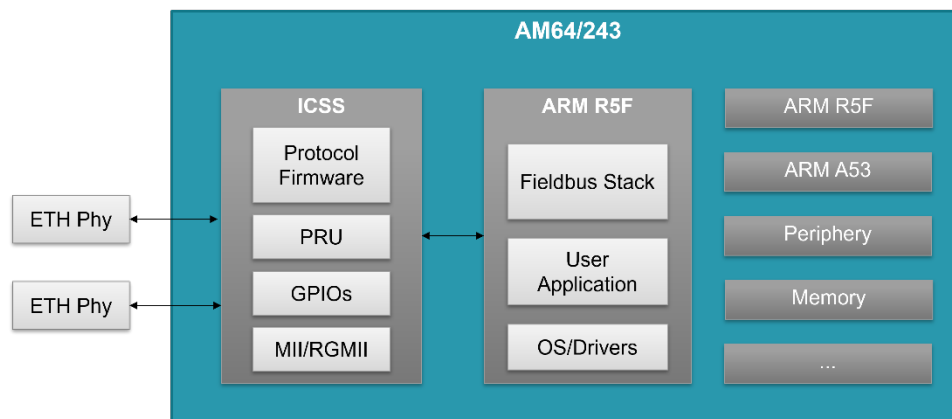 AM64/243
ICSS
Protocol
Firmware
PRU
GPIOs
MII/RGMII
ETH Phy
ETH Phy
ARM R5F
Fieldbus Stack
User
Application
OS/Drivers
ARM R5F
ARM A53
Periphery
Memory
...